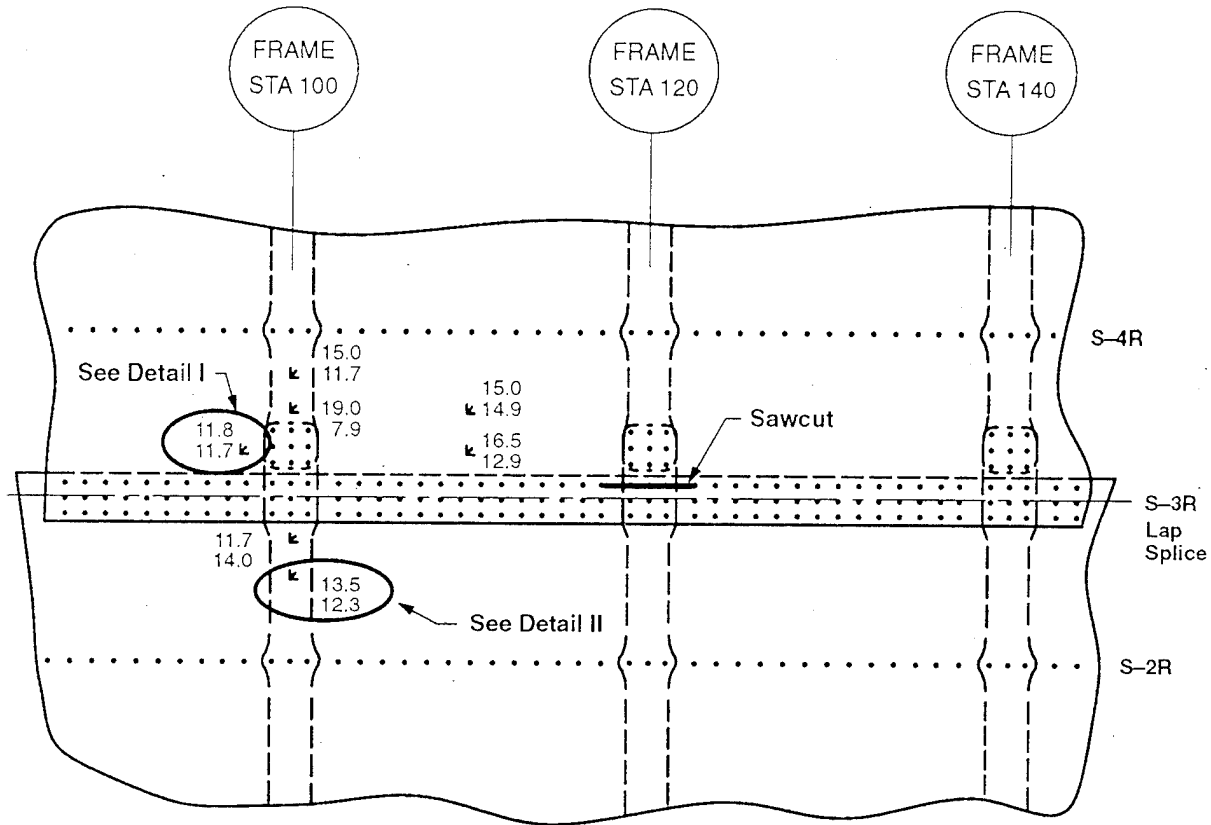 FRAME
STA 100
FRAME
STA 120
FRAME
STA 140
S–4R
15.0
11.7
See Detail I
15.0
14.9
19.0
7.9
Sawcut
11.8
11.7
16.5
12.9
S–3R
Lap
Splice
11.7
14.0
13.5
12.3
See Detail II
S–2R